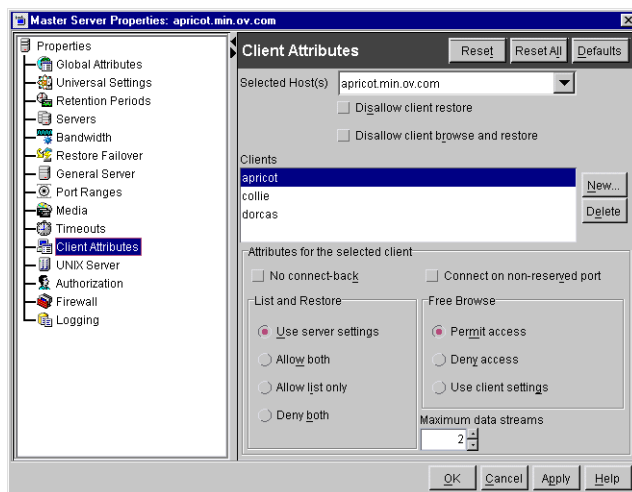 Master Server Properties: apricot.min.ov.com
Properties
Global Attributes
Universal Settings
Retention Periods
Servers
Bandwidth
Restore Failover
General Server
Port Ranges
Media
Timeouts
Client Attributes
UNIX Server
Authorization
Firewall
Logging
Client Attributes
Reset
Reset All
Defaults
Selected Host(s)
apricot.min.ov.com
Disallow client restore
Disallow client browse and restore
Clients
apricot
collie
dorcas
New...
Delete
Attributes for the selected client
No connect-back
Connect on non-reserved port
List and Restore
Use server settings
Allow both
Allow list only
Deny both
Free Browse
Permit access
Deny access
Use client settings
Maximum data streams
2
OK
Cancel
Apply
Help